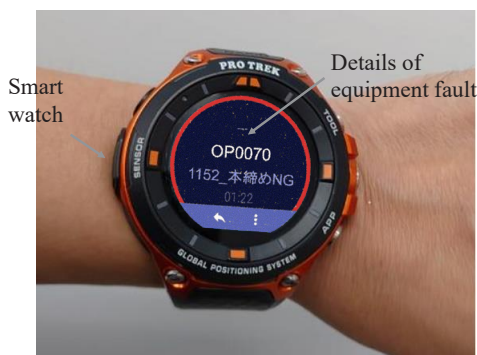 PRO TREK
Details of
equipment fault
Smart
watch
TOOL
SENSOR
OP0070
1152_本締めNG
01:22
APP
GLOBAL POSITIONING SYSTEM